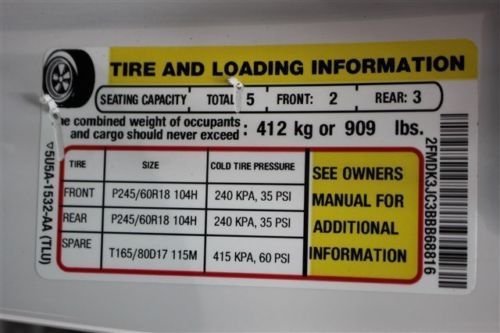 TIRE AND LOADING INFORMATION
SEATING CAPACITY TOTAL 5 FRONT: 2 REAR: 3
he combined weight of occupants
and cargo should never exceed : 412 kg or 909 lbs.
TIRE SIZE COLD TIRE PRESSURE
FRONT P245/60R18 104H 240 KPA, 35 PSI
REAR P245/60R18 104H 240 KPA, 35 PSI
SPARE T165/80D17 115M 415 KPA, 60 PSI
SEE OWNERS
MANUAL FOR
ADDITIONAL
INFORMATION
5U5A-1532-AA (TLU)
2FMDK3JC3BBB66816